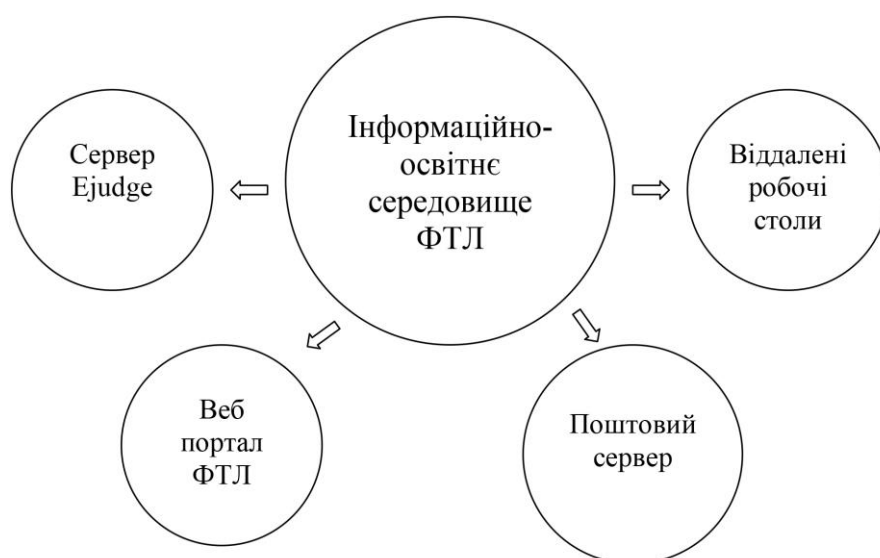 Інформаційно-
освітнє
середовище
ФТЛ
Сервер
Ejudge
Віддалені
робочі
столи
Веб
портал
ФТЛ
Поштовий
сервер